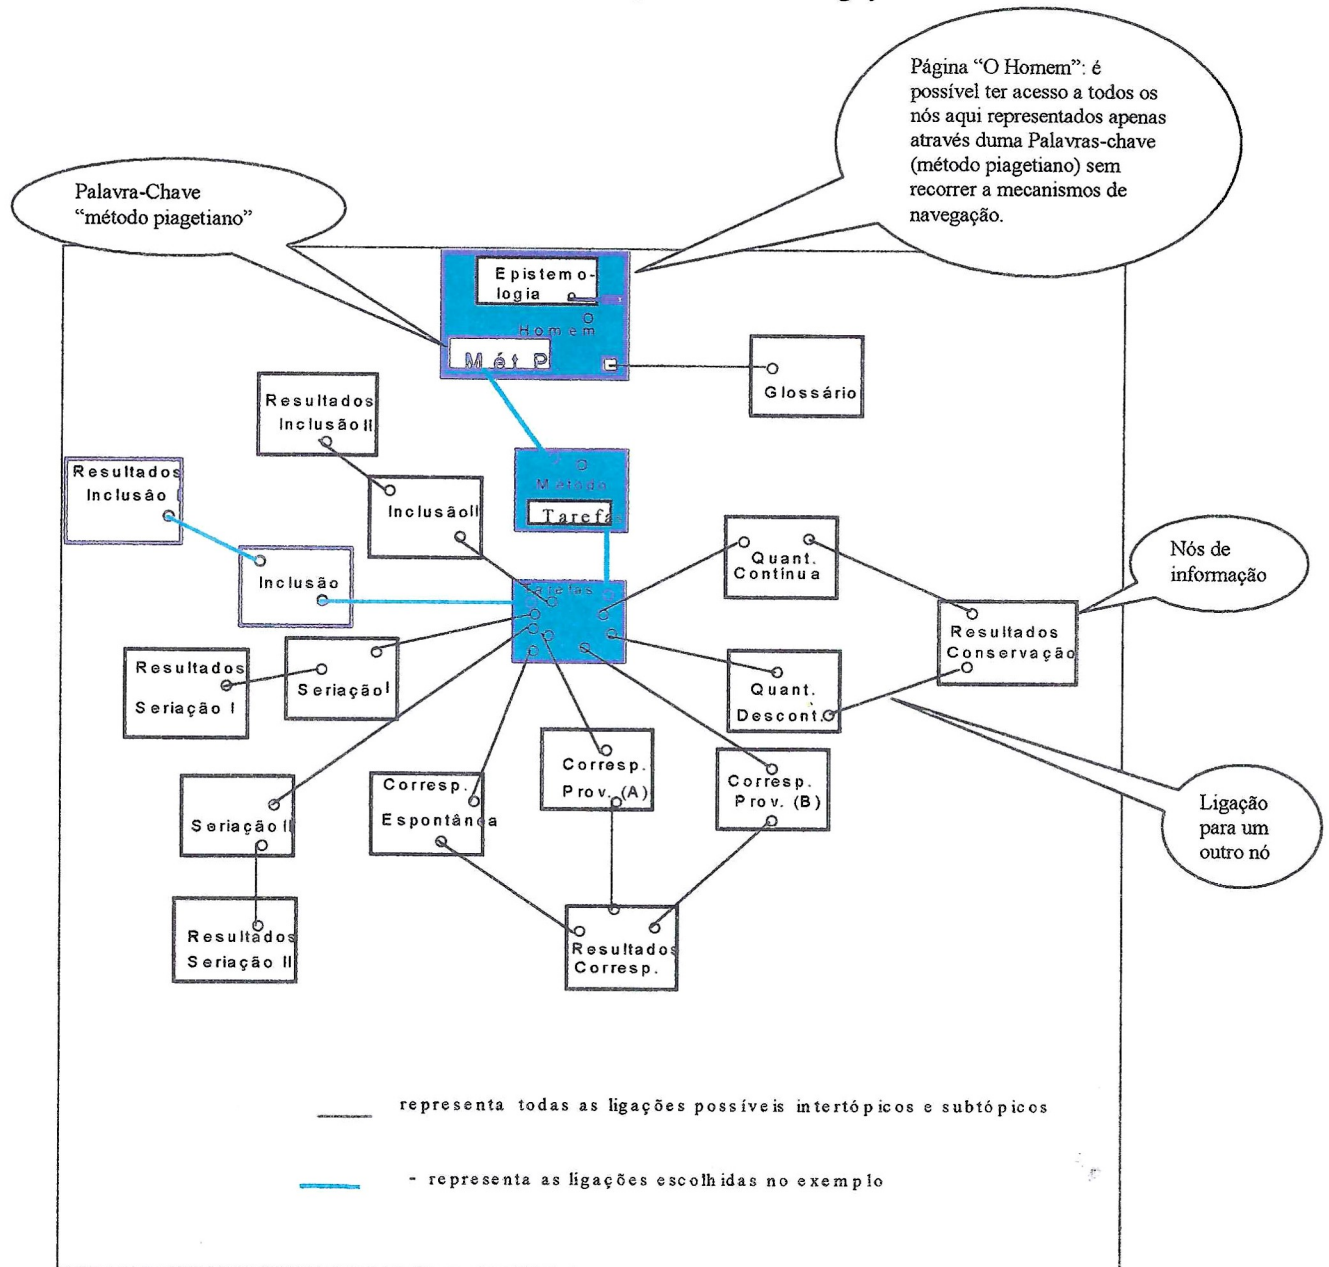 Página “O Homem”: é
possível ter acesso a todos os
nós aqui representados apenas
através duma Palavras-chave
(método piagetiano) sem
recorrer a mecanismos de
navegação.
Palavra-Chave
“método piagetiano”
Epistemo-
logia
Homem
Mét P
Glossário
Resultados
Inclusão II
Resultados
Inclusão I
Inclusão II
Método
Tarefa
Inclusão
Tarefas
Quant.
Contínua
Nós de
informação
Resultados
Conservação
Resultados
Seriação I
Seriação I
Quant.
Descont.
Corresp.
Prov. (A)
Corresp.
Prov. (B)
Corresp.
Espontânea
Seriação II
Ligação
para um
outro nó
Resultados
Seriação II
Resultados
Corresp.
representa todas as ligações possíveis intertópicos e subtópicos
- representa as ligações escolhidas no exemplo